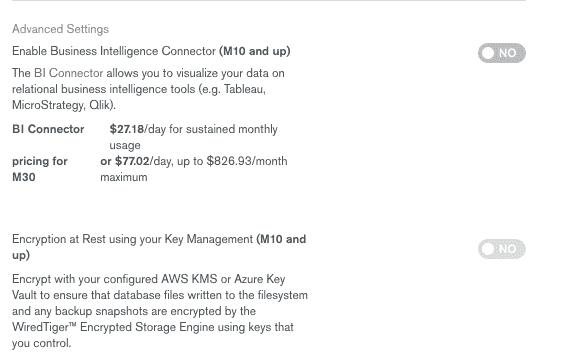 Advanced Settings
Enable Business Intelligence Connector (M10 and up)
NO
The BI Connector allows you to visualize your data on
relational business intelligence tools (e.g. Tableau,
MicroStrategy, Qlik).
BI Connector $27.18/day for sustained monthly
usage
pricing for or $77.02/day, up to $826.93/month
M30 maximum
Encryption at Rest using your Key Management (M10 and
up)
NO
Encrypt with your configured AWS KMS or Azure Key
Vault to ensure that database files written to the filesystem
and any backup snapshots are encrypted by the
WiredTiger™ Encrypted Storage Engine using keys that
you control.